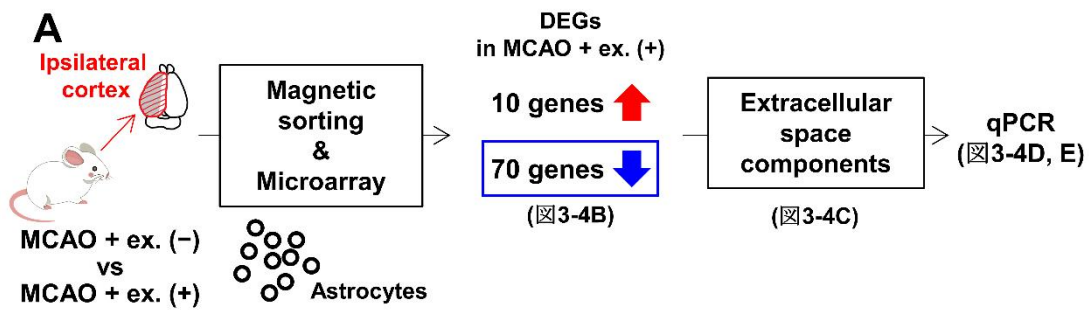 A
Ipsilateral
cortex
MCAO + ex. (−)
vs
MCAO + ex. (+)
Magnetic
sorting
&
Microarray
Astrocytes
DEGs
in MCAO + ex. (+)
10 genes
70 genes
(図3-4B)
Extracellular
space
components
(図3-4C)
qPCR
(図3-4D, E)